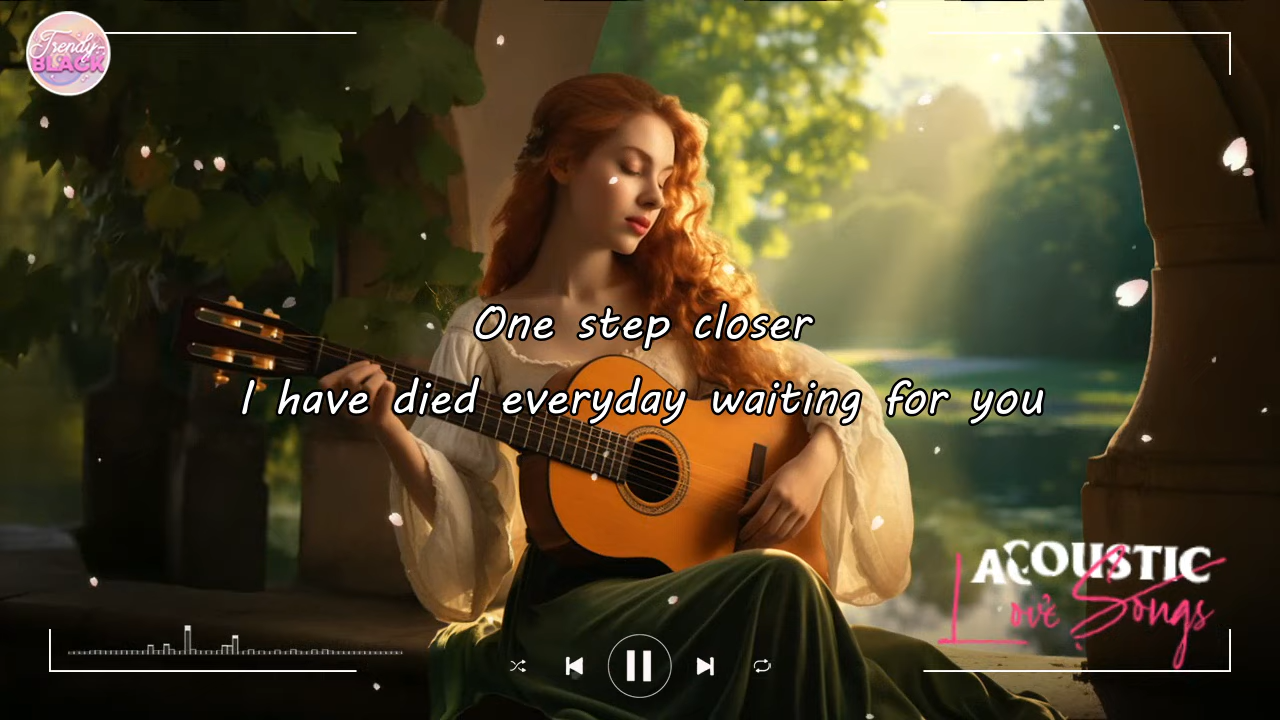 Trendy
BLACK
One step closer
I have died everyday waiting for you
ACOUSTIC
Love Songs